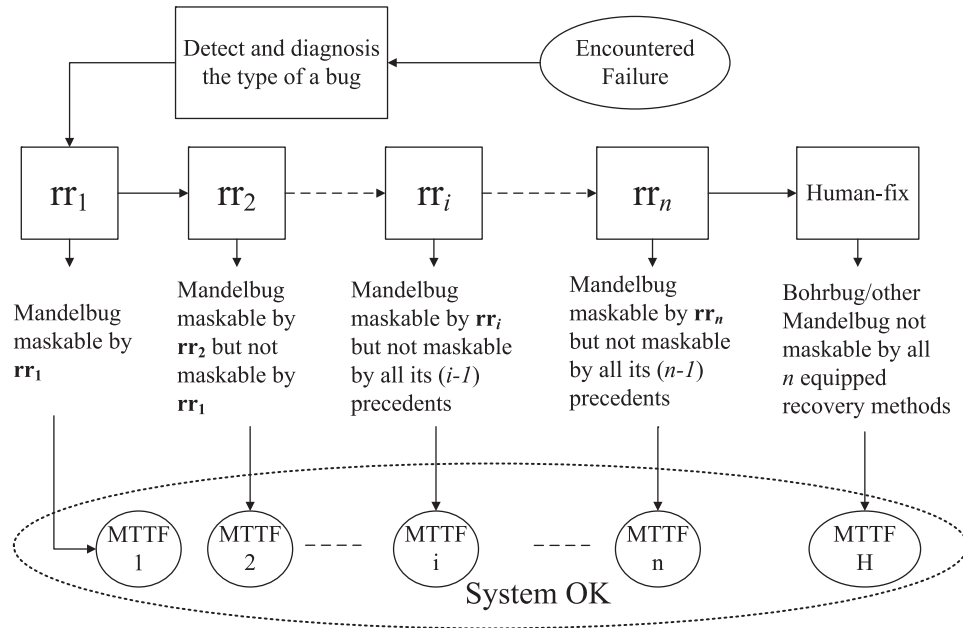 Detect and diagnosis
the type of a bug
Encountered
Failure
rr1
rr2
rri
rrn
Human-fix
Mandelbug
maskable by
rr1
Mandelbug
maskable by
rr2 but not
maskable by
rr1
Mandelbug
maskable by rri
but not maskable
by all its (i-1)
precedents
Mandelbug
maskable by rrn
but not maskable
by all its (n-1)
precedents
Bohrbug/other
Mandelbug not
maskable by all
n equipped
recovery methods
MTTF
1
MTTF
2
MTTF
i
MTTF
n
MTTF
H
System OK